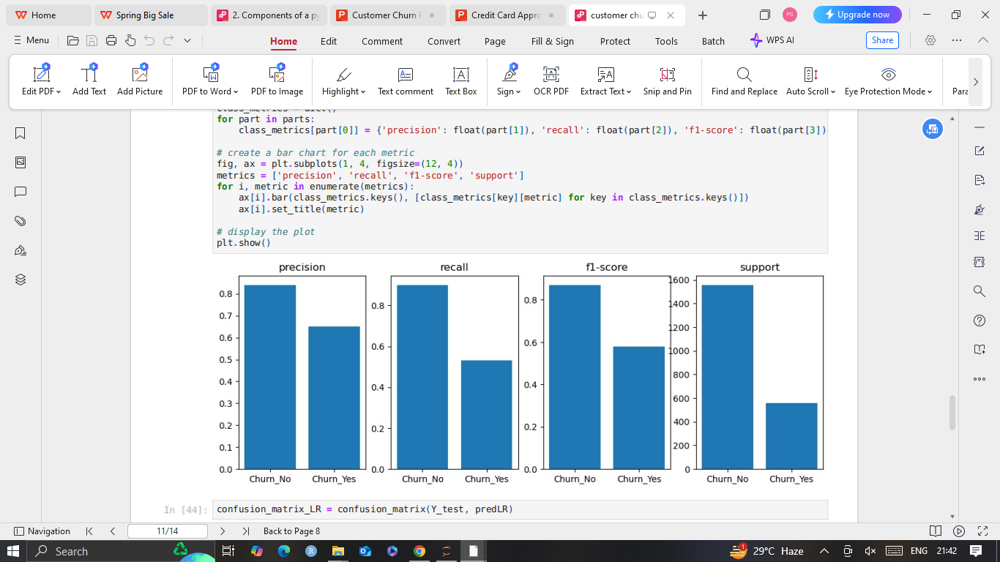 Home
Spring Big Sale
2. Components of a py
Customer Churn
Credit Card Appro
customer chu
PS
Upgrade now
Menu
Home
Edit
Comment
Convert
Page
Fill & Sign
Protect
Tools
Batch
WPS AI
Share
Edit PDF
Add Text
Add Picture
PDF to Word
PDF to Image
Highlight
Text comment
Text Box
Sign
OCR PDF
Extract Text
Snip and Pin
Find and Replace
Auto Scroll
Eye Protection Mode
Para
for part in parts:
class_metrics[part[0]] = {'precision': float(part[1]), 'recall': float(part[2]), 'f1-score': float(part[3])
# create a bar chart for each metric
fig, ax = plt.subplots(1, 4, figsize=(12, 4))
metrics = ['precision', 'recall', 'f1-score', 'support']
for i, metric in enumerate(metrics):
ax[i].bar(class_metrics.keys(), [class_metrics[key][metric] for key in class_metrics.keys()])
ax[i].set_title(metric)
# display the plot
plt.show()
precision
0.8
0.7
0.6
0.5
0.4
0.3
0.2
0.1
0.0
Churn_No
Churn_Yes
recall
0.8
0.6
0.4
0.2
0.0
Churn_No
Churn_Yes
f1-score
0.8
0.6
0.4
0.2
0.0
Churn_No
Churn_Yes
support
1600
1400
1200
1000
800
600
400
200
0
Churn_No
Churn_Yes
In [44]:
confusion_matrix_LR = confusion_matrix(Y_test, predLR)
Navigation
11/14
Back to Page 8
Search
1
29°C Haze
ENG
21:42